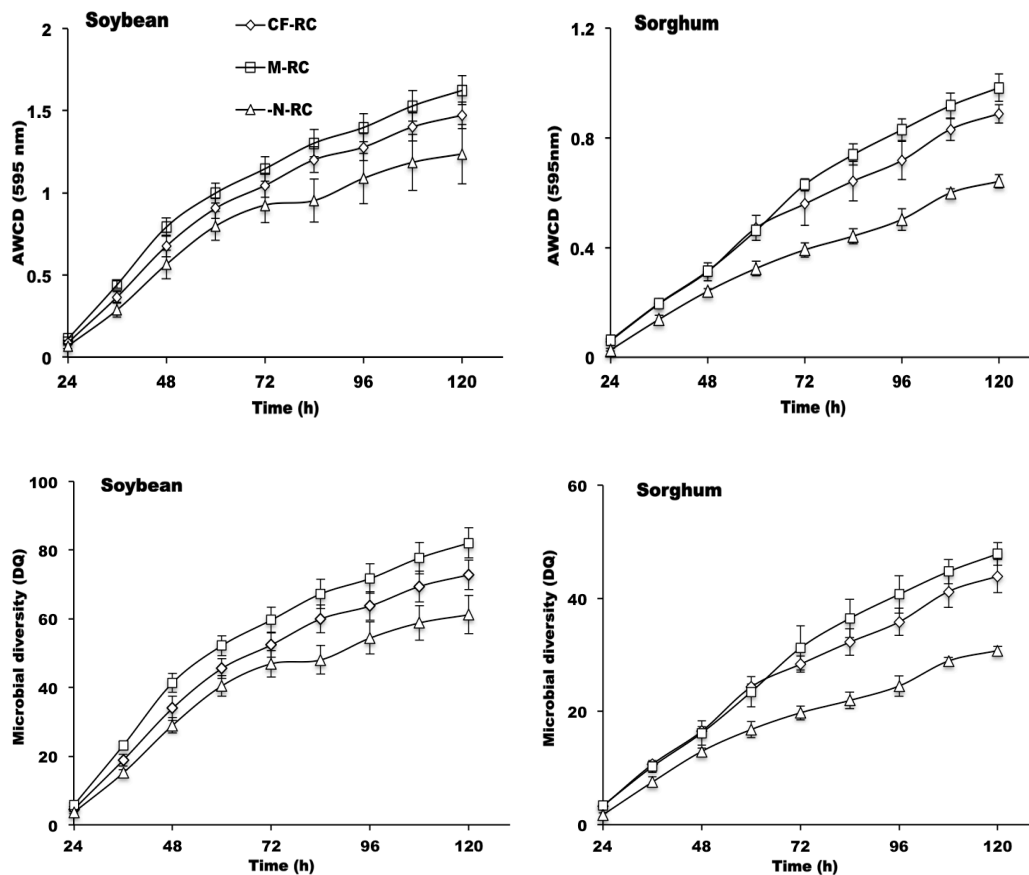 Soybean
CF-RC
M-RC
-N-RC
AWCD (595 nm)
2
1.5
1
0.5
0
24 48 72 96 120
Time (h)
Sorghum
AWCD (595nm)
1.2
0.8
0.4
0
24 48 72 96 120
Time (h)
Soybean
Microbial diversity (DQ)
100
80
60
40
20
0
24 48 72 96 120
Time (h)
Sorghum
Microbial diversity (DQ)
60
40
20
0
24 48 72 96 120
Time (h)